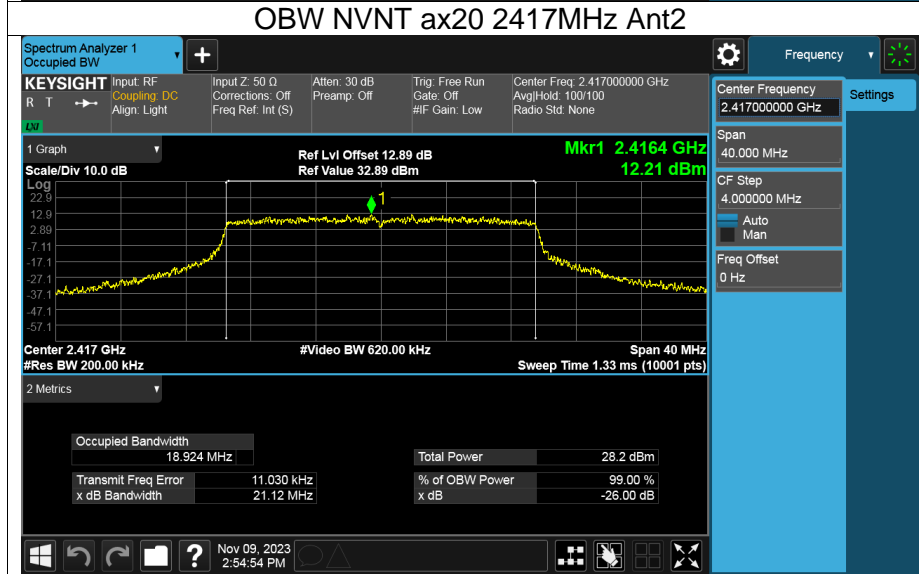 OBW NVNT ax20 2417MHz Ant2
Spectrum Analyzer 1
Occupied BW
+
Frequency
KEYSIGHT
R T
LXI
Input: RF
Coupling: DC
Align: Light
Input Z: 50 Ω
Corrections: Off
Freq Ref: Int (S)
Atten: 30 dB
Preamp: Off
Trig: Free Run
Gate: Off
#IF Gain: Low
Center Freq: 2.417000000 GHz
Avg|Hold: 100/100
Radio Std: None
Center Frequency
2.417000000 GHz
Settings
Span
40.000 MHz
CF Step
4.000000 MHz
Auto
Man
Freq Offset
0 Hz
1 Graph
Scale/Div 10.0 dB
Ref Lvl Offset 12.89 dB
Ref Value 32.89 dBm
Mkr1 2.4164 GHz
12.21 dBm
Log
22.9
12.9
2.89
-7.11
-17.1
-27.1
-37.1
-47.1
-57.1
1
Center 2.417 GHz
#Res BW 200.00 kHz
#Video BW 620.00 kHz
Span 40 MHz
Sweep Time 1.33 ms (10001 pts)
2 Metrics
Occupied Bandwidth
18.924 MHz
Total Power 28.2 dBm
Transmit Freq Error 11.030 kHz
% of OBW Power 99.00 %
x dB Bandwidth 21.12 MHz
x dB -26.00 dB
?
Nov 09, 2023
2:54:54 PM